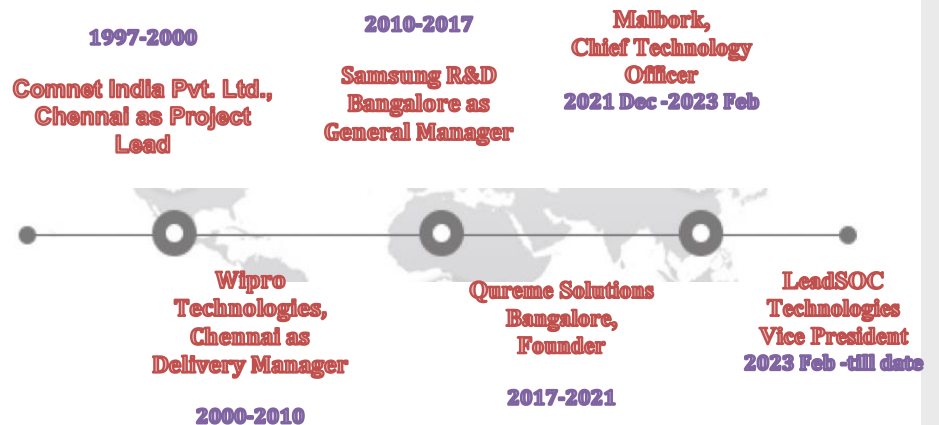 1997-2000
Comnet India Pvt. Ltd.,
Chennai as Project
Lead
2010-2017
Samsung R&D
Bangalore as
General Manager
Malbork,
Chief Technology
Officer
2021 Dec -2023 Feb
Wipro
Technologies,
Chennai as
Delivery Manager
2000-2010
Qureme Solutions
Bangalore,
Founder
2017-2021
LeadSOC
Technologies
Vice President
2023 Feb -till date